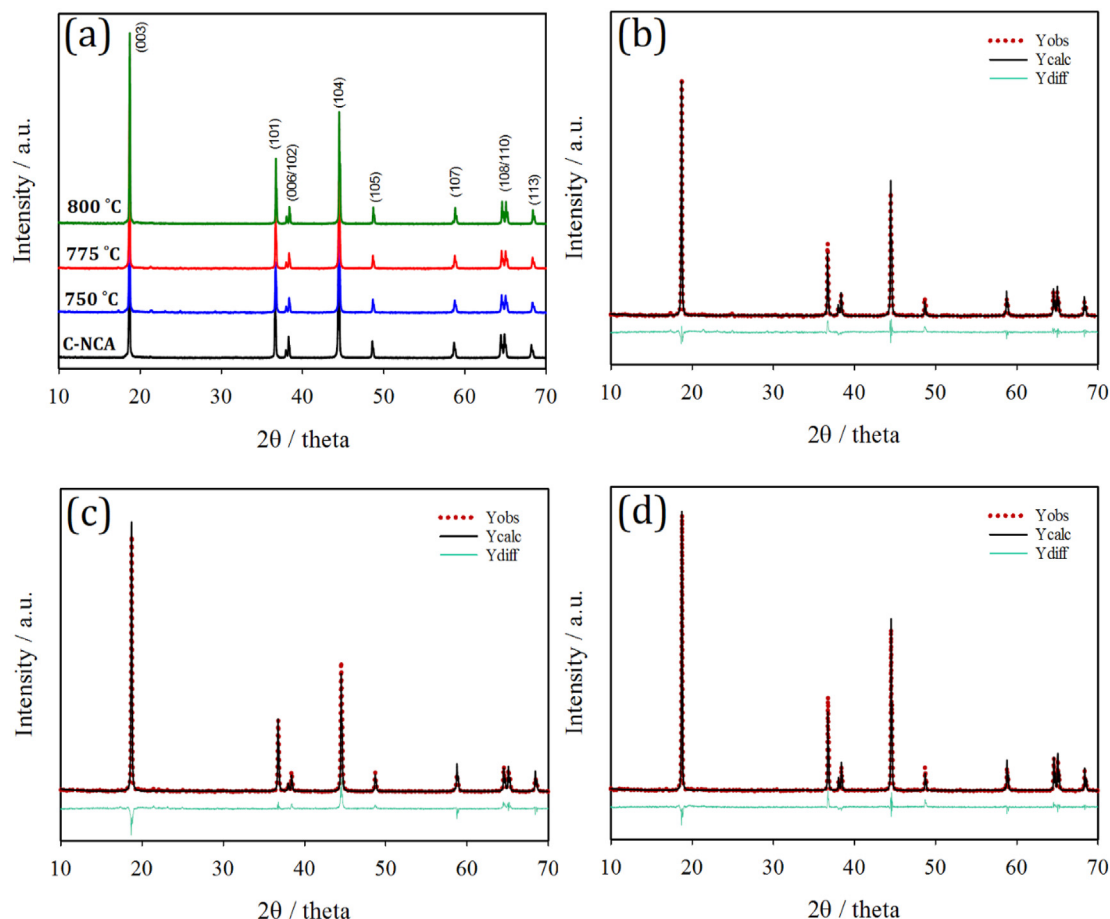 (a)
(003)
(101)
(006/102)
(104)
(105)
(107)
(108/110)
(113)
800 °C
775 °C
750 °C
C-NCA
Intensity / a.u.
10 20 30 40 50 60 70
2θ / theta
(b)
Yobs
Ycalc
Ydiff
Intensity / a.u.
10 20 30 40 50 60 70
2θ / theta
(c)
Yobs
Ycalc
Ydiff
Intensity / a.u.
10 20 30 40 50 60 70
2θ / theta
(d)
Yobs
Ycalc
Ydiff
Intensity / a.u.
10 20 30 40 50 60 70
2θ / theta